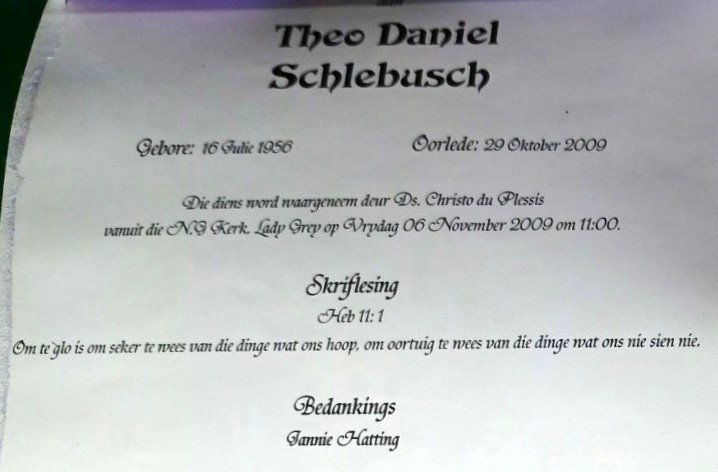 Theo Daniel
Schlebusch
Gebore: 16 Julie 1956 Oorlede: 29 Oktober 2009
Die diens word waargeneem deur Ds. Christo du Plessis
vanuit die N.G Kerk, Lady Grey op Vrydag 06 November 2009 om 11:00.
Skriflesing
Heb 11: 1
Om te glo is om seker te wees van die dinge wat ons hoop, om oortuig te wees van die dinge wat ons nie sien nie.
Bedankings
Jannie Hatting